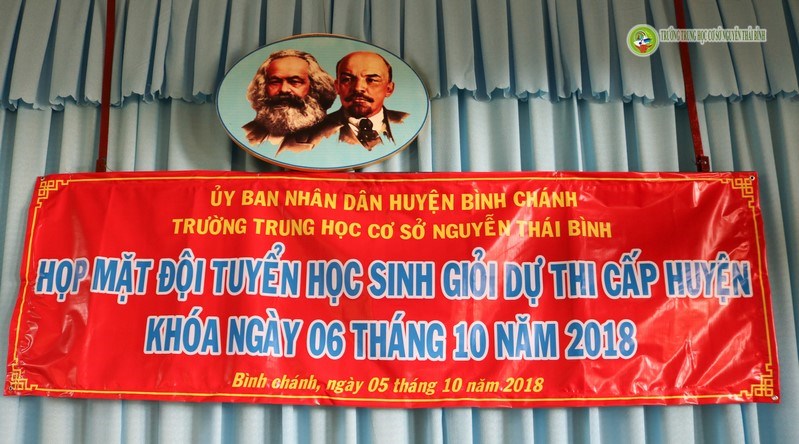 TRƯỜNG TRUNG HỌC CƠ SỞ NGUYỄN THÁI BÌNH
ỦY BAN NHÂN DÂN HUYỆN BÌNH CHÁNH
TRƯỜNG TRUNG HỌC CƠ SỞ NGUYỄN THÁI BÌNH
HỌP MẶT ĐỘI TUYỂN HỌC SINH GIỎI DỰ THI CẤP HUYỆN
KHÓA NGÀY 06 THÁNG 10 NĂM 2018
Bình chánh, ngày 05 tháng 10 năm 2018